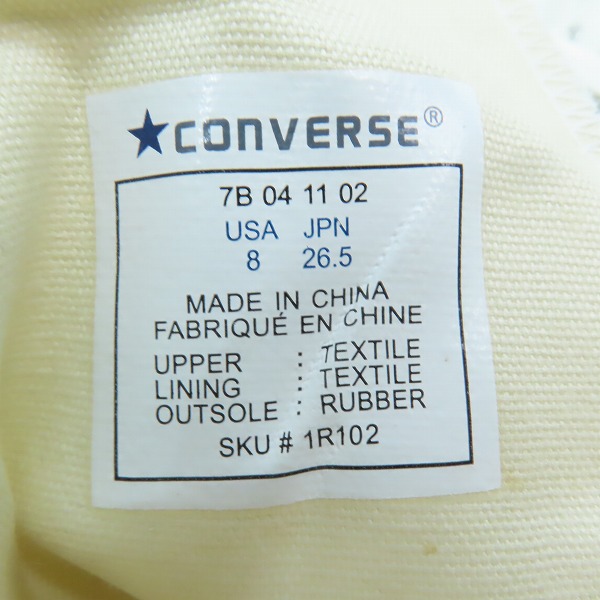 ★CONVERSE®
7B 04 11 02
USA JPN
8 26.5
MADE IN CHINA
FABRIQUÉ EN CHINE
UPPER : TEXTILE
LINING : TEXTILE
OUTSOLE : RUBBER
SKU # 1R102